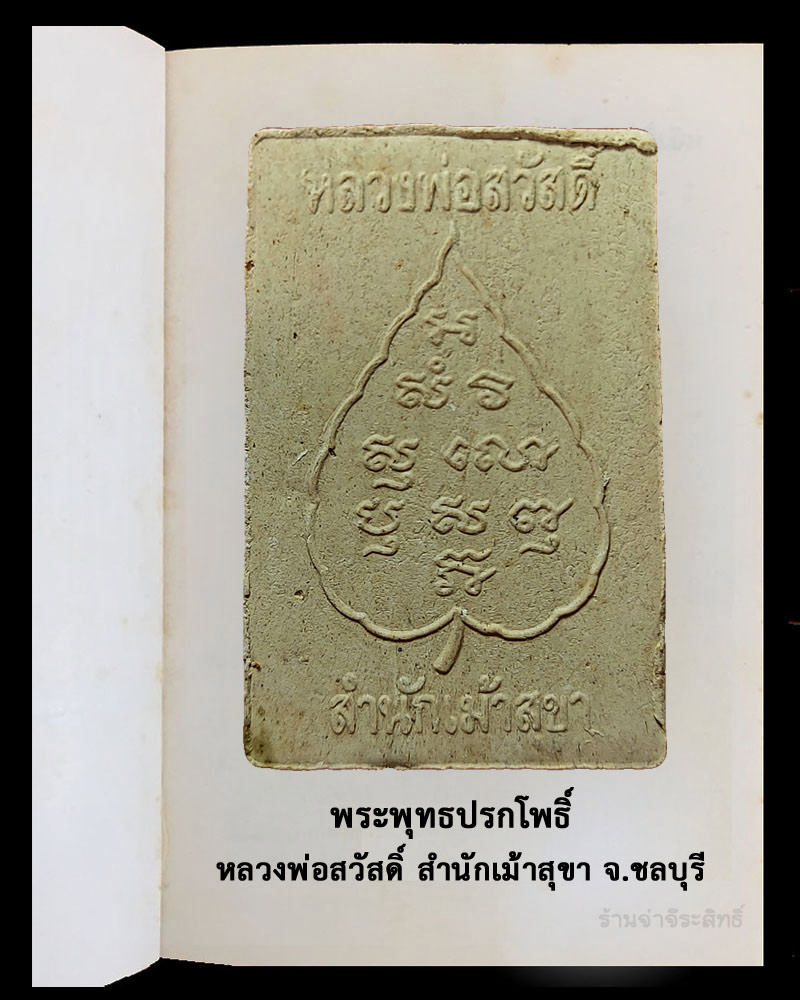 หลวงพ่อสวัสดิ์
สำนักเม้าสุขา
พระพุทธปรกโพธิ์
หลวงพ่อสวัสดิ์ สำนักเม้าสุขา จ.ชลบุรี
ร้านจ่าจิระสิทธิ์